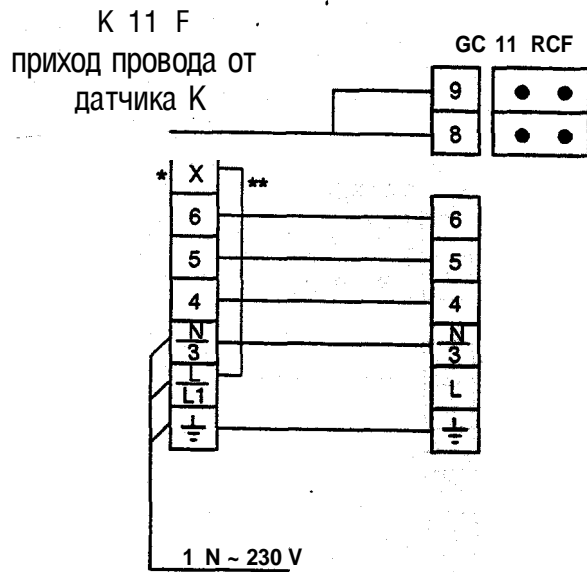 K 11 F
приход провода от
датчика K
GC 11 RCF
9
8
* X **
6 6
5 5
4 4
N N
3 3
L L
L1
1 N ~ 230 V